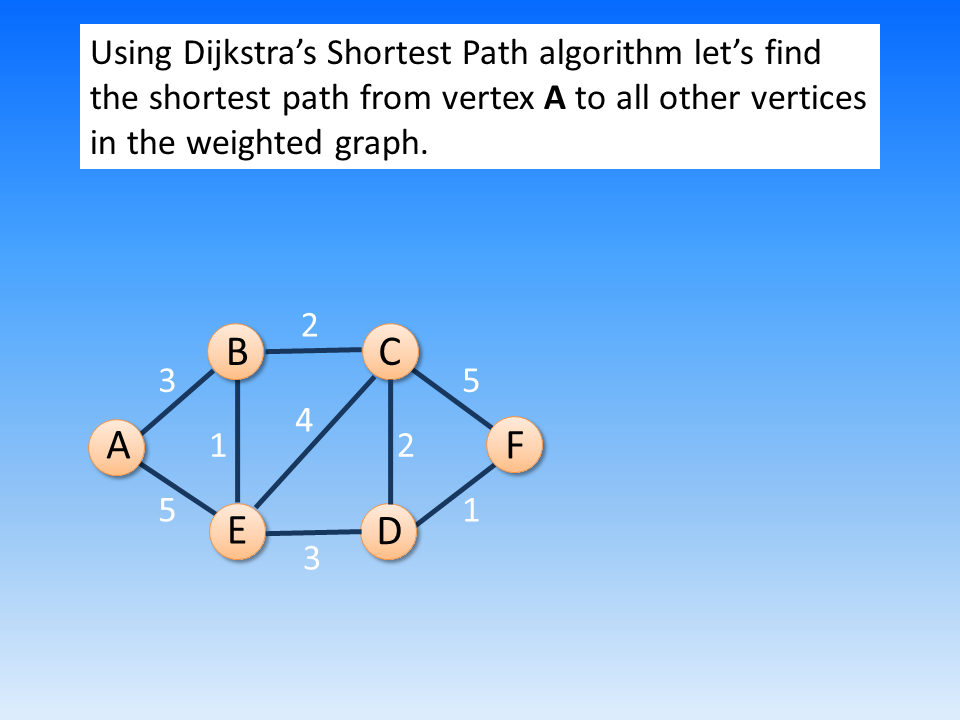 Using Dijkstra’s Shortest Path algorithm let’s find
the shortest path from vertex A to all other vertices
in the weighted graph.
2
B
C
3
5
4
A
1
2
F
5
1
E
D
3